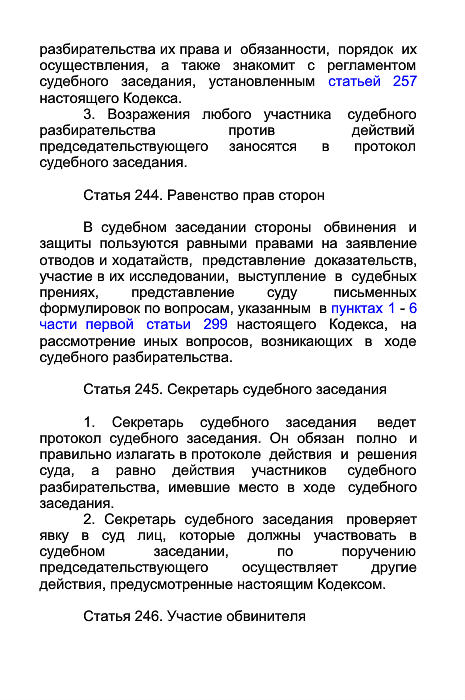 разбирательства их права и обязанности, порядок их
осуществления, а также знакомит с регламентом
судебного заседания, установленным статьей 257
настоящего Кодекса.
3. Возражения любого участника судебного
разбирательства против действий
председательствующего заносятся в протокол
судебного заседания.
Статья 244. Равенство прав сторон
В судебном заседании стороны обвинения и
защиты пользуются равными правами на заявление
отводов и ходатайств, представление доказательств,
участие в их исследовании, выступление в судебных
прениях, представление суду письменных
формулировок по вопросам, указанным в пунктах 1 - 6
части первой статьи 299 настоящего Кодекса, на
рассмотрение иных вопросов, возникающих в ходе
судебного разбирательства.
Статья 245. Секретарь судебного заседания
1. Секретарь судебного заседания ведет
протокол судебного заседания. Он обязан полно и
правильно излагать в протоколе действия и решения
суда, а равно действия участников судебного
разбирательства, имевшие место в ходе судебного
заседания.
2. Секретарь судебного заседания проверяет
явку в суд лиц, которые должны участвовать в
судебном заседании, по поручению
председательствующего осуществляет другие
действия, предусмотренные настоящим Кодексом.
Статья 246. Участие обвинителя